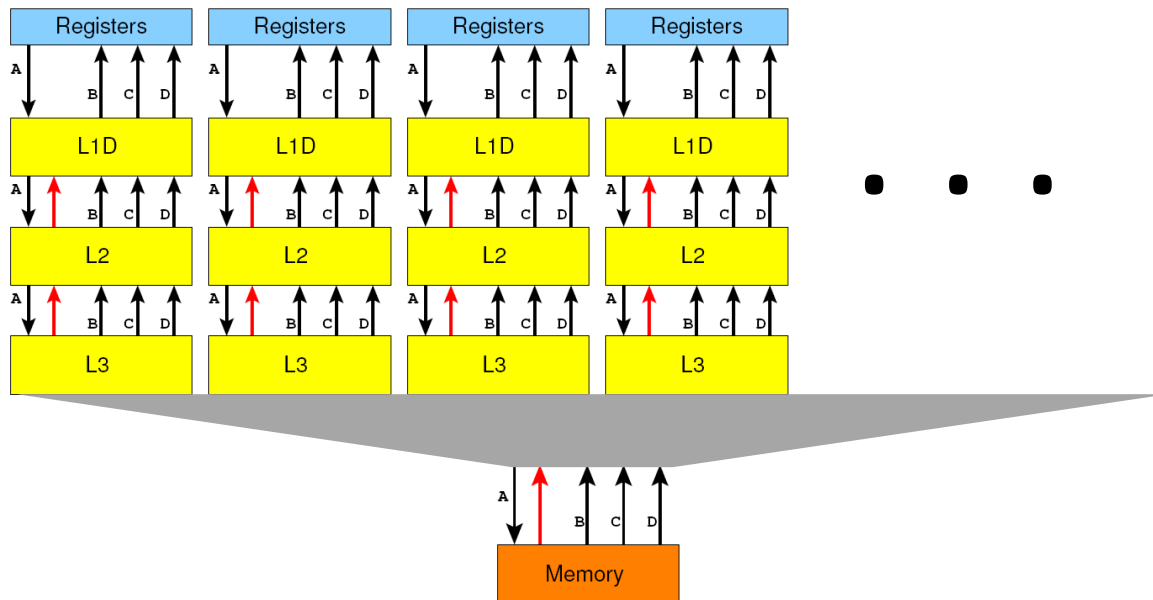 Registers Registers Registers Registers
A B C D A B C D A B C D A B C D
L1D L1D L1D L1D
A B C D A B C D A B C D A B C D
L2 L2 L2 L2
A B C D A B C D A B C D A B C D
L3 L3 L3 L3
A B C D
Memory